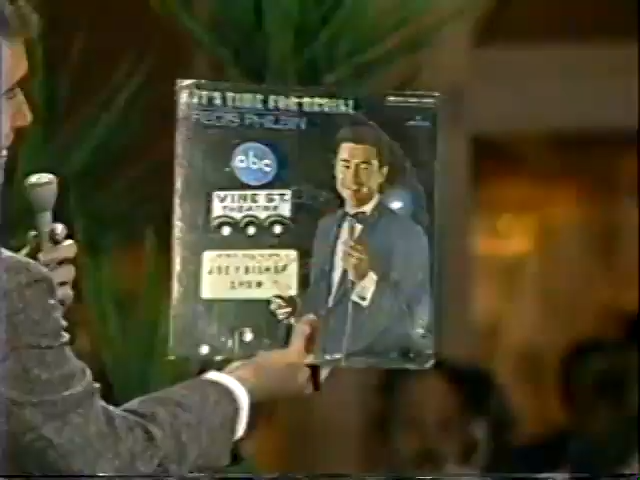 IT'S TIME FOR REGIS!
REGIS PHILBIN
abc
VINE ST.
THEATRE
JOEY BISHOP
SHOW